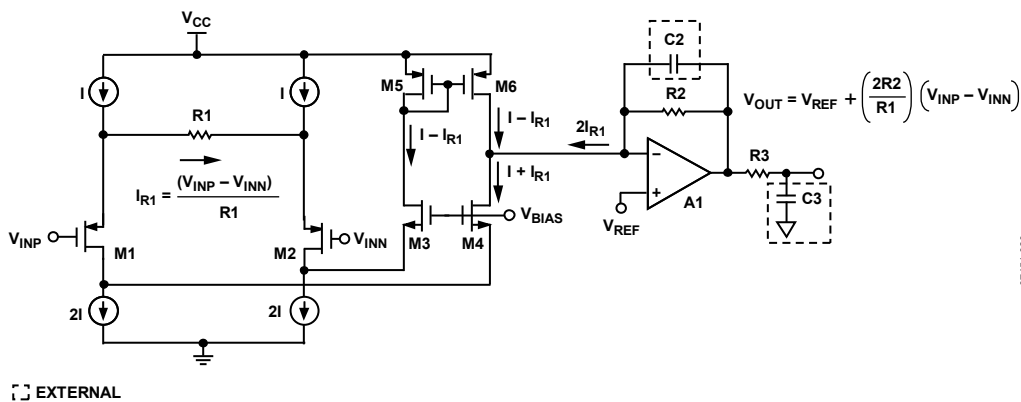 VCC
I
I
R1
IR1 = (VINP – VINN)
R1
VINP
M1
M2
VINN
2I
2I
M5
M6
I – IR1
I – IR1
I + IR1
M3
M4
VBIAS
2IR1
C2
R2
–
+
A1
VREF
R3
C3
VOUT = VREF + (2R2/R1) (VINP – VINN)
EXTERNAL